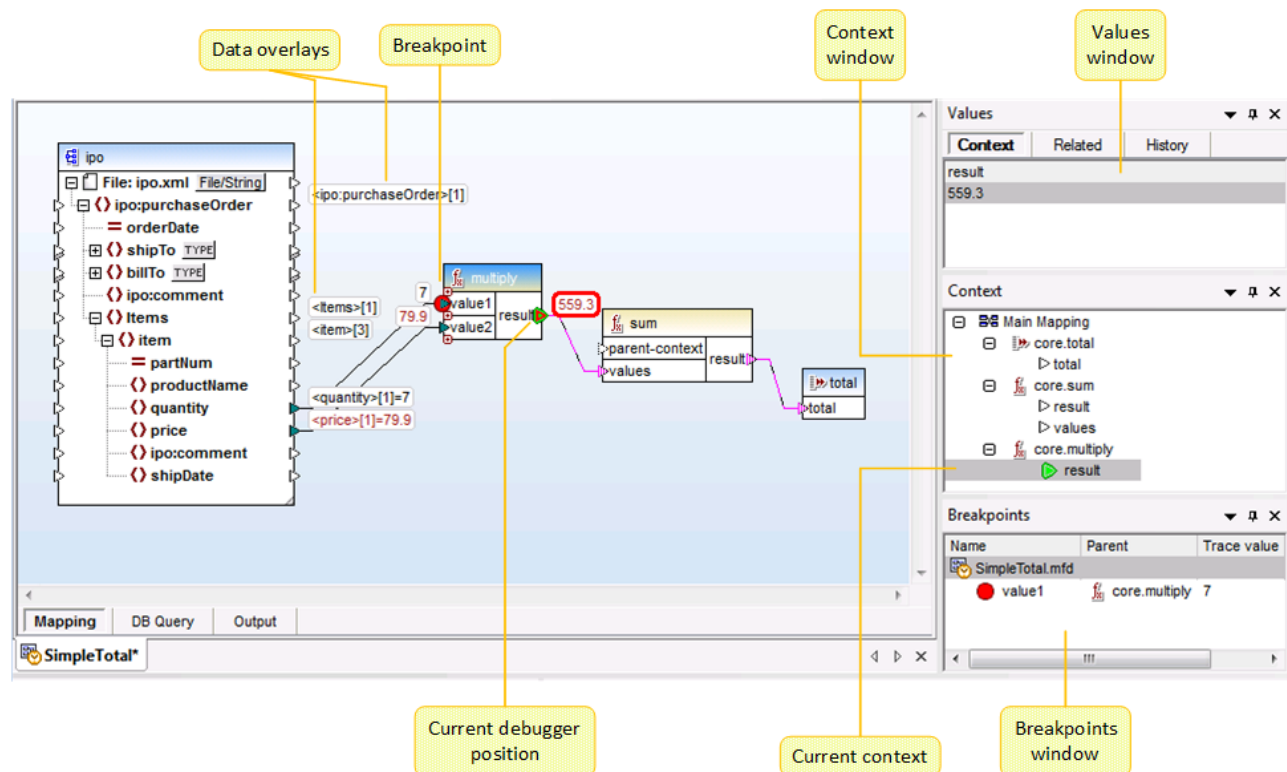 Data overlays
Breakpoint
Context
window
Values
window
ipo
File: ipo.xml File/String
ipo:purchaseOrder
orderDate
shipTo TYPE
billTo TYPE
ipo:comment
Items
item
partNum
productName
quantity
price
ipo:comment
shipDate
<ipo:purchaseOrder>[1]
<Items>[1]
<item>[3]
<quantity>[1]=7
<price>[1]=79.9
7
79.9
multiply
value1
value2
result
559.3
sum
parent-context
values
result
total
total
Mapping DB Query Output
SimpleTotal*
Values
Context Related History
result
559.3
Context
Main Mapping
core.total
total
core.sum
result
values
core.multiply
result
Breakpoints
Name Parent Trace value
SimpleTotal.mfd
value1 core.multiply 7
Current debugger
position
Current context
Breakpoints
window